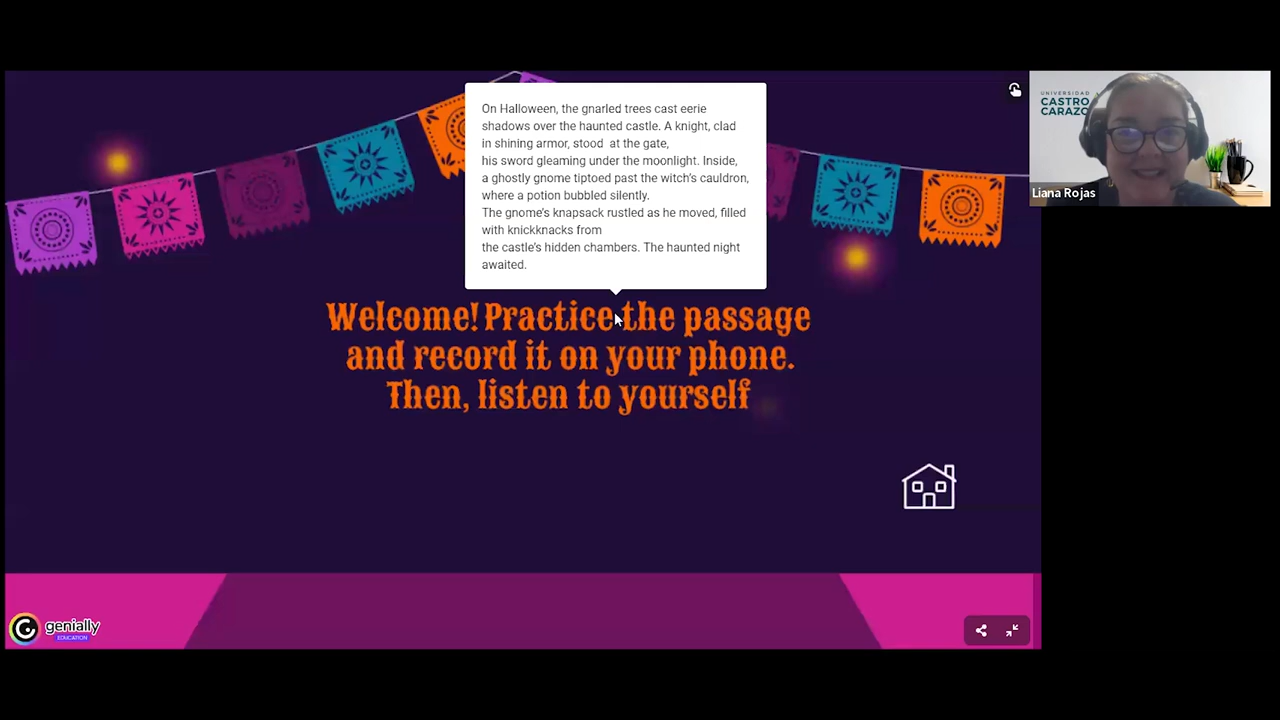 On Halloween, the gnarled trees cast eerie
shadows over the haunted castle. A knight, clad
in shining armor, stood  at the gate,
his sword gleaming under the moonlight. Inside,
a ghostly gnome tiptoed past the witch's cauldron,
where a potion bubbled silently.
The gnome's knapsack rustled as he moved, filled
with knickknacks from
the castle's hidden chambers. The haunted night
awaited.
Welcome! Practice the passage
and record it on your phone.
Then, listen to yourself
UNIVERSIDAD
CASTRO
CARAZO
Liana Rojas
genially
EDUCATION